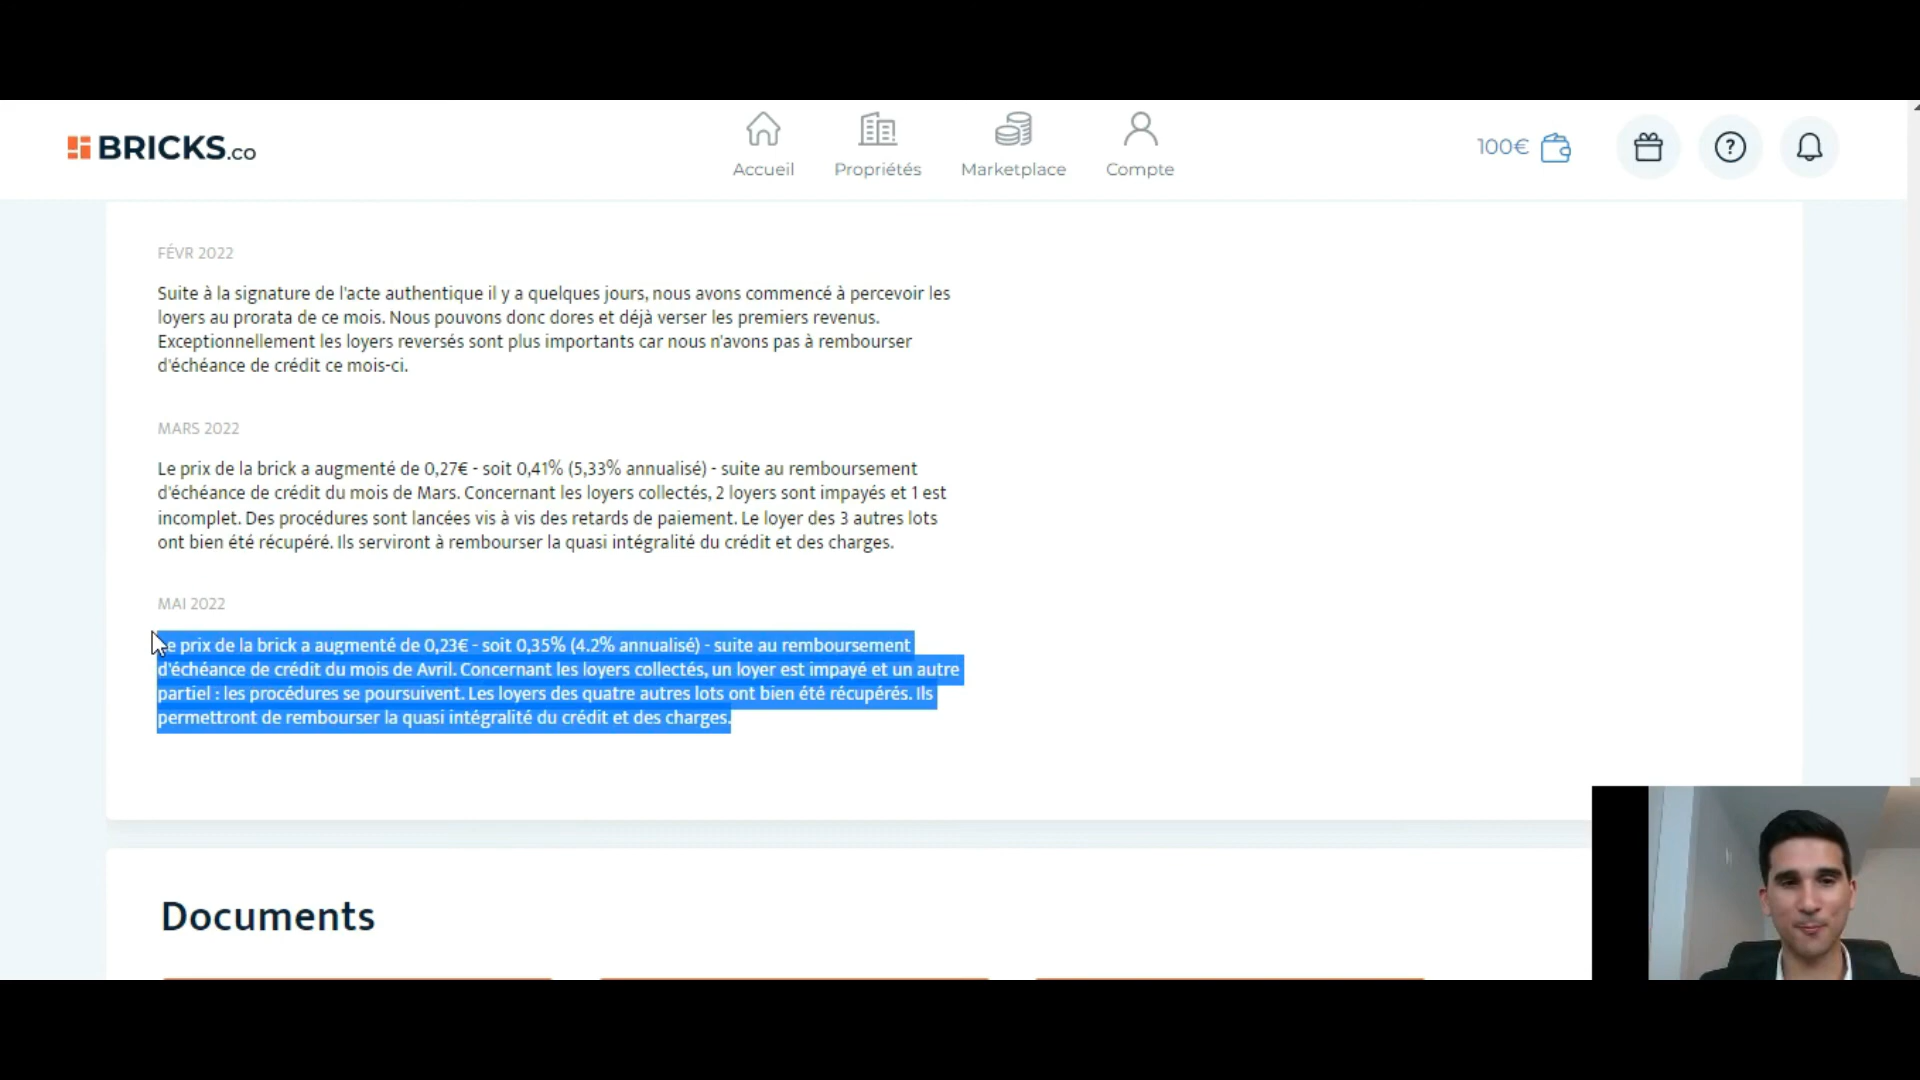 BRICKS.co
Accueil
Propriétés
Marketplace
Compte
100€
?
FÉVR 2022
Suite à la signature de l'acte authentique il y a quelques jours, nous avons commencé à percevoir les
loyers au prorata de ce mois. Nous pouvons donc dores et déjà verser les premiers revenus.
Exceptionnellement les loyers reversés sont plus importants car nous n'avons pas à rembourser
d'échéance de crédit ce mois-ci.
MARS 2022
Le prix de la brick a augmenté de 0,27€ - soit 0,41% (5,33% annualisé) - suite au remboursement
d'échéance de crédit du mois de Mars. Concernant les loyers collectés, 2 loyers sont impayés et 1 est
incomplet. Des procédures sont lancées vis à vis des retards de paiement. Le loyer des 3 autres lots
ont bien été récupéré. Ils serviront à rembourser la quasi intégralité du crédit et des charges.
MAI 2022
Le prix de la brick a augmenté de 0,23€ - soit 0,35% (4.2% annualisé) - suite au remboursement
d'échéance de crédit du mois de Avril. Concernant les loyers collectés, un loyer est impayé et un autre
partiel : les procédures se poursuivent. Les loyers des quatre autres lots ont bien été récupérés. Ils
permettront de rembourser la quasi intégralité du crédit et des charges.
Documents